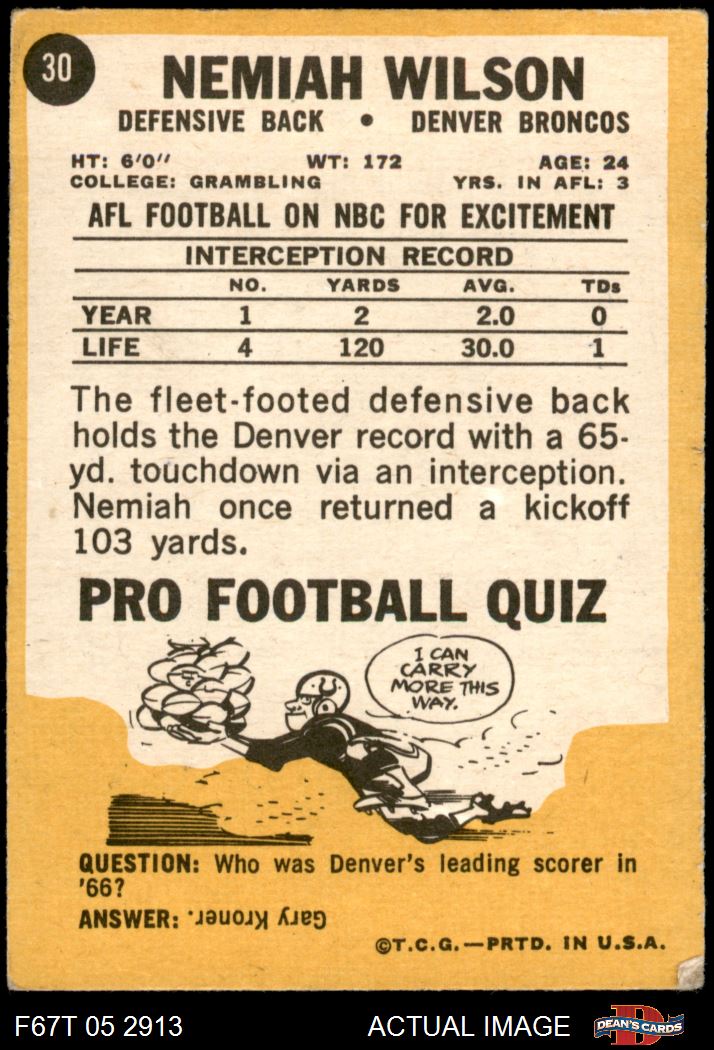 30
NEMIAH WILSON
DEFENSIVE BACK • DENVER BRONCOS
HT: 6'0" WT: 172 AGE: 24
COLLEGE: GRAMBLING YRS. IN AFL: 3
AFL FOOTBALL ON NBC FOR EXCITEMENT
INTERCEPTION RECORD
NO. YARDS AVG. TDs
YEAR 1 2 2.0 0
LIFE 4 120 30.0 1
The fleet-footed defensive back
holds the Denver record with a 65-
yd. touchdown via an interception.
Nemiah once returned a kickoff
103 yards.
PRO FOOTBALL QUIZ
I CAN
CARRY
MORE THIS
WAY.
QUESTION: Who was Denver's leading scorer in
'66?
ANSWER: Gary Kroner.
©T.C.G.—PRTD. IN U.S.A.
F67T 05 2913 ACTUAL IMAGE
D
DEAN'S CARDS